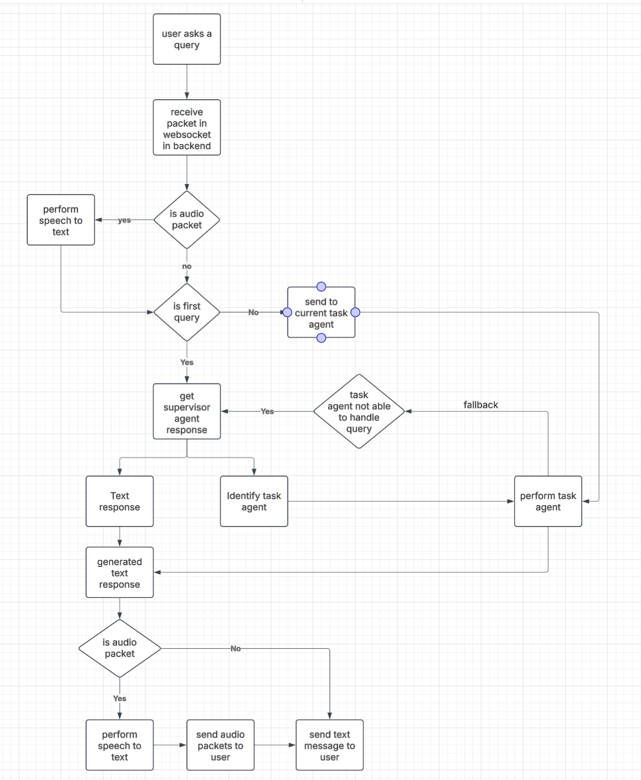 user asks a
query
receive
packet in
websocket
in backend
is audio
packet
yes
perform
speech to
text
no
is first
query
No
send to
current task
agent
Yes
get
supervisor
agent
response
Yes
task
agent not able
to handle
query
fallback
Text
response
Identify task
agent
perform task
agent
generated
text
response
is audio
packet
No
Yes
perform
speech to
text
send audio
packets to
user
send text
message to
user